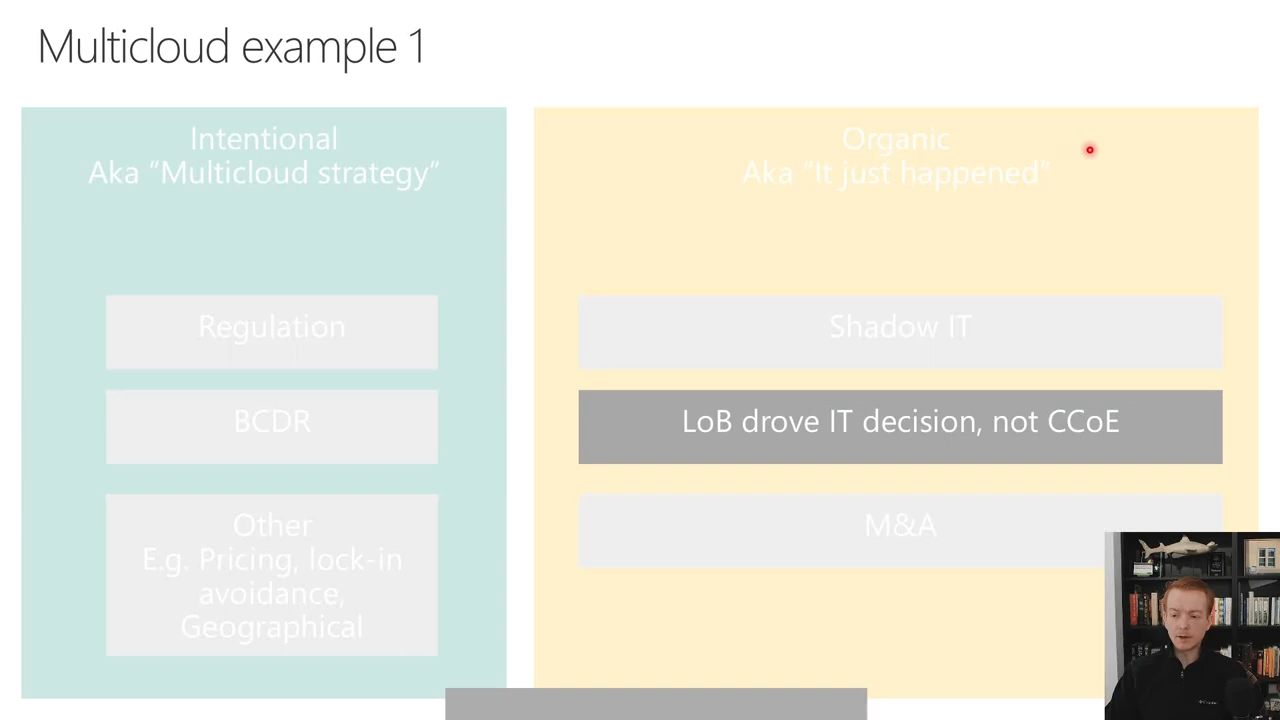 Multicloud example 1
Intentional
Aka "Multicloud strategy"
Regulation
BCDR
Other
E.g. Pricing, lock-in
avoidance,
Geographical
Organic
Aka "It just happened"
Shadow IT
LoB drove IT decision, not CCoE
M&A